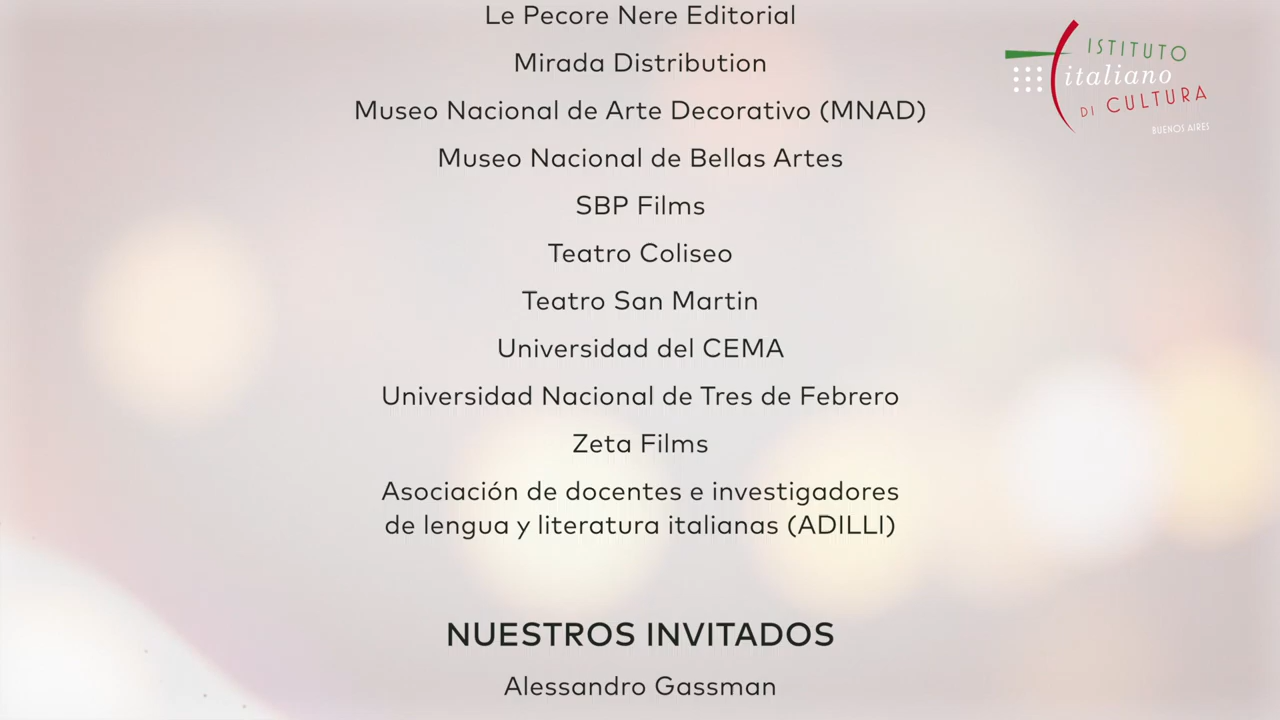 Le Pecore Nere Editorial
Mirada Distribution
Museo Nacional de Arte Decorativo (MNAD)
Museo Nacional de Bellas Artes
SBP Films
Teatro Coliseo
Teatro San Martin
Universidad del CEMA
Universidad Nacional de Tres de Febrero
Zeta Films
Asociación de docentes e investigadores
de lengua y literatura italianas (ADILLI)
NUESTROS INVITADOS
Alessandro Gassman
ISTITUTO
italiano
DI CULTURA
BUENOS AIRES